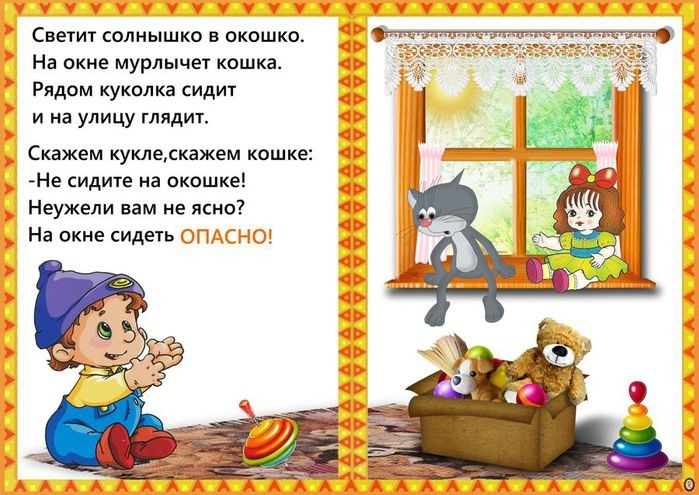 Светит солнышко в окошко.
На окне мурлычет кошка.
Рядом куколка сидит
и на улицу глядит.
Скажем кукле,скажем кошке:
-Не сидите на окошке!
Неужели вам не ясно?
На окне сидеть ОПАСНО!